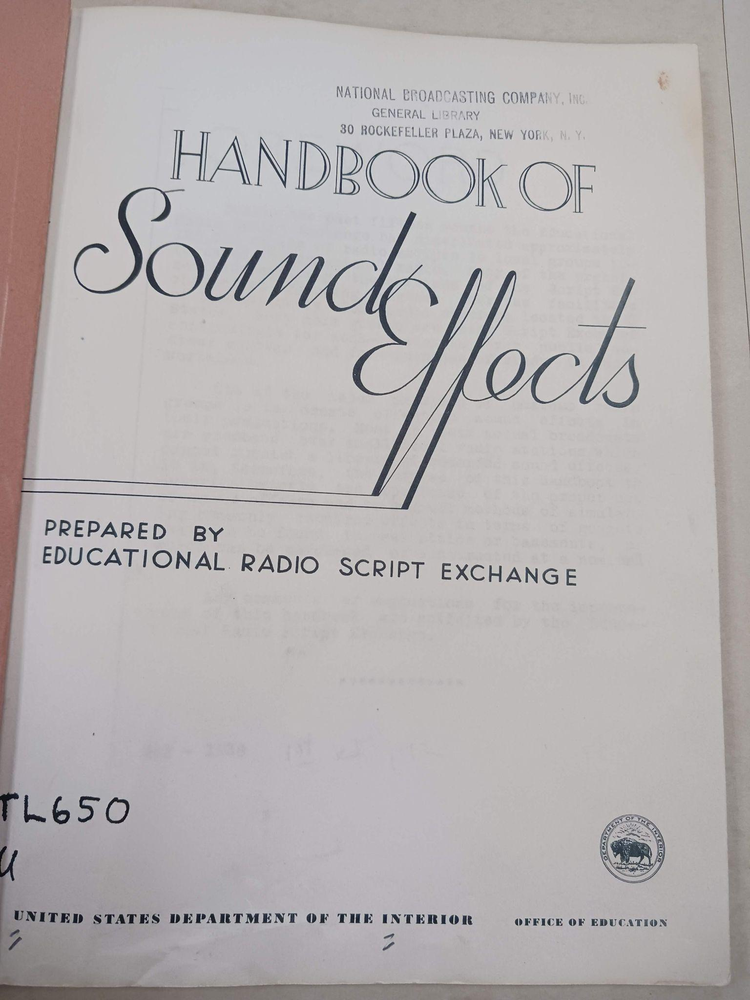 NATIONAL BROADCASTING COMPANY, INC.
GENERAL LIBRARY
30 ROCKEFELLER PLAZA, NEW YORK, N. Y.
HANDBOOK OF
Sound
Effects
PREPARED BY
EDUCATIONAL RADIO SCRIPT EXCHANGE
TL650
U
DEPARTMENT OF THE INTERIOR
UNITED STATES DEPARTMENT OF THE INTERIOR OFFICE OF EDUCATION